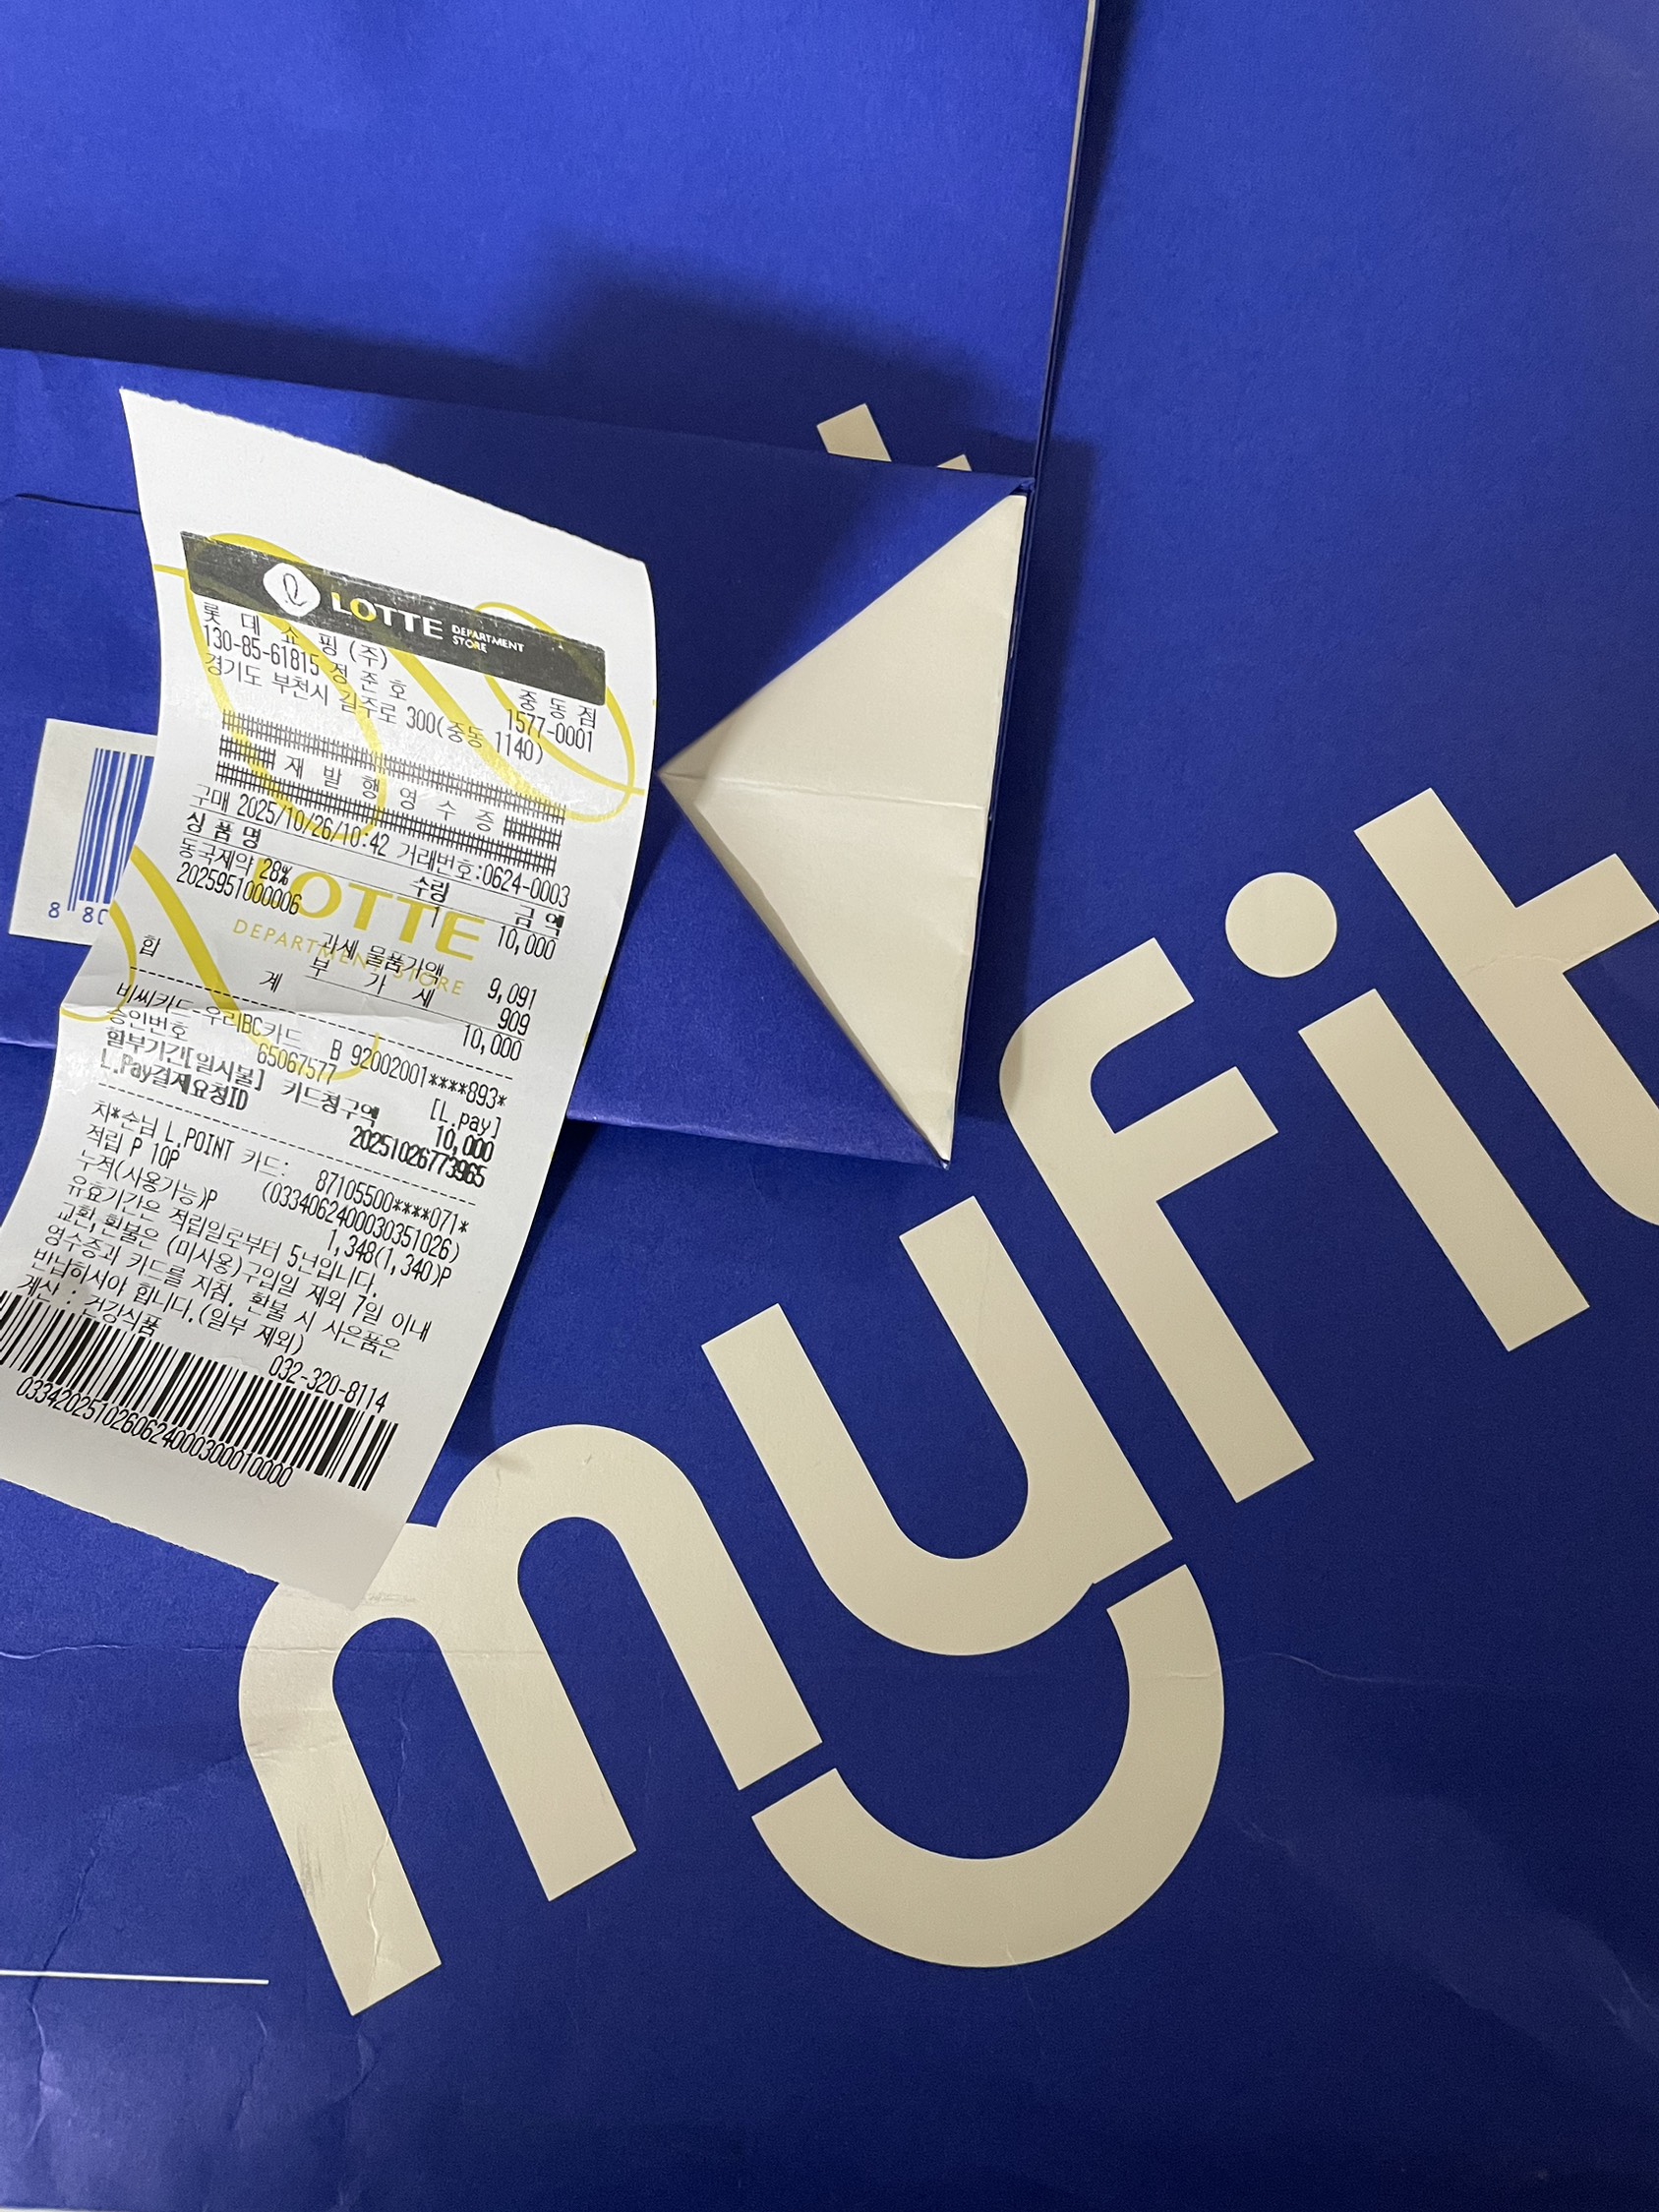 LOTTE DEPARTMENT STORE
롯 데 쇼 핑 (주) 중 동 점
130-85-61815 정 준 호 1577-0001
경기도 부천시 길주로 300(중동 1140)
재 발 행 영 수 증
구매 2025/10/26/10:42 거래번호:0624-0003
상 품 명 수량 금 액
동국제약 28% 1 10,000
2025951000006
LOTTE
DEPARTMENT STORE
과세 물품가액 9,091
부 가 세 909
합 계 10,000
비씨카드-우리BC카드 B 92002001****893*
승인번호 65067577 [L.pay]
할부기간[일시불] 카드청구액 10,000
L.Pay결제요청ID 20251026773965
차*순님 L.POINT 카드: 87105500****071*
적립 P 10P (0334062400030351026)
누적(사용가능)P 1,348(1,340)P
유효기간은 적립일로부터 5년입니다.
교환,환불은 (미사용)구입일 제외 7일 이내
영수증과 카드를 지참, 환불 시 사은품은
반납하셔야 합니다.(일부 제외)
계산 : 건강식품 032-320-8114
0334202510260624000300010000
8 80
myfit